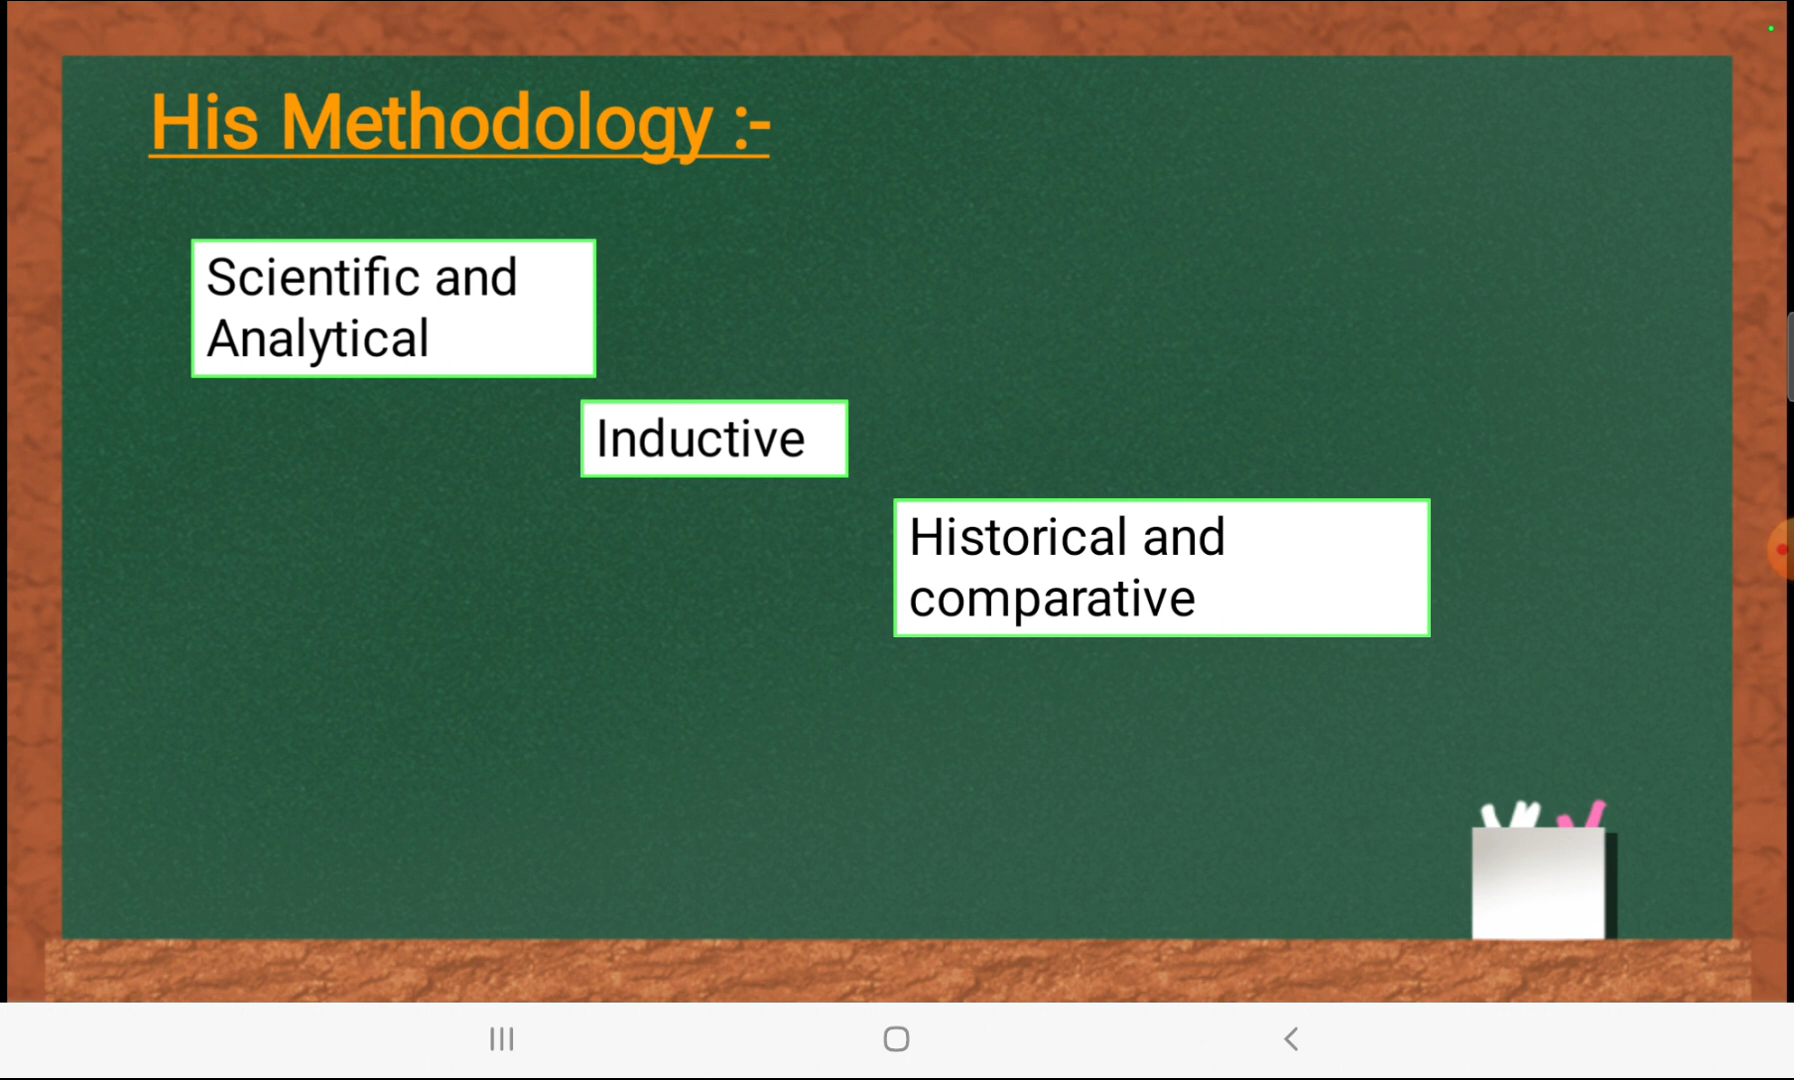 His Methodology :-
Scientific and
Analytical
Inductive
Historical and
comparative